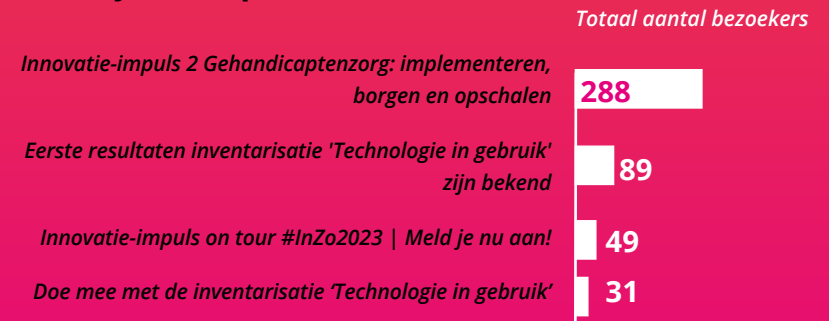 Totaal aantal bezoekers
Innovatie-impuls 2 Gehandicaptenzorg: implementeren,
borgen en opschalen
288
Eerste resultaten inventarisatie 'Technologie in gebruik'
zijn bekend
89
Innovatie-impuls on tour #InZo2023 | Meld je nu aan!
49
Doe mee met de inventarisatie ‘Technologie in gebruik’
31